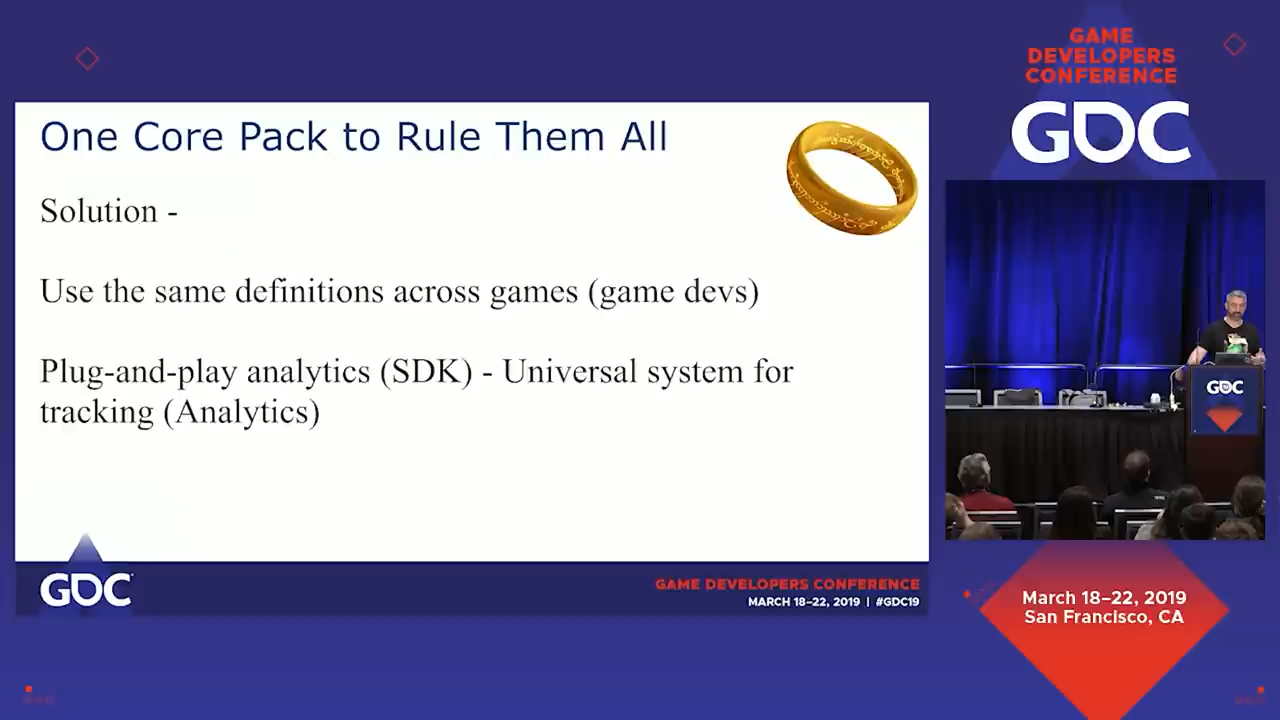 One Core Pack to Rule Them All
Solution -
Use the same definitions across games (game devs)
Plug-and-play analytics (SDK) - Universal system for
tracking (Analytics)
GDC
GAME DEVELOPERS CONFERENCE
MARCH 18–22, 2019 | #GDC19
GAME
DEVELOPERS
CONFERENCE
GDC
GDC
March 18–22, 2019
San Francisco, CA